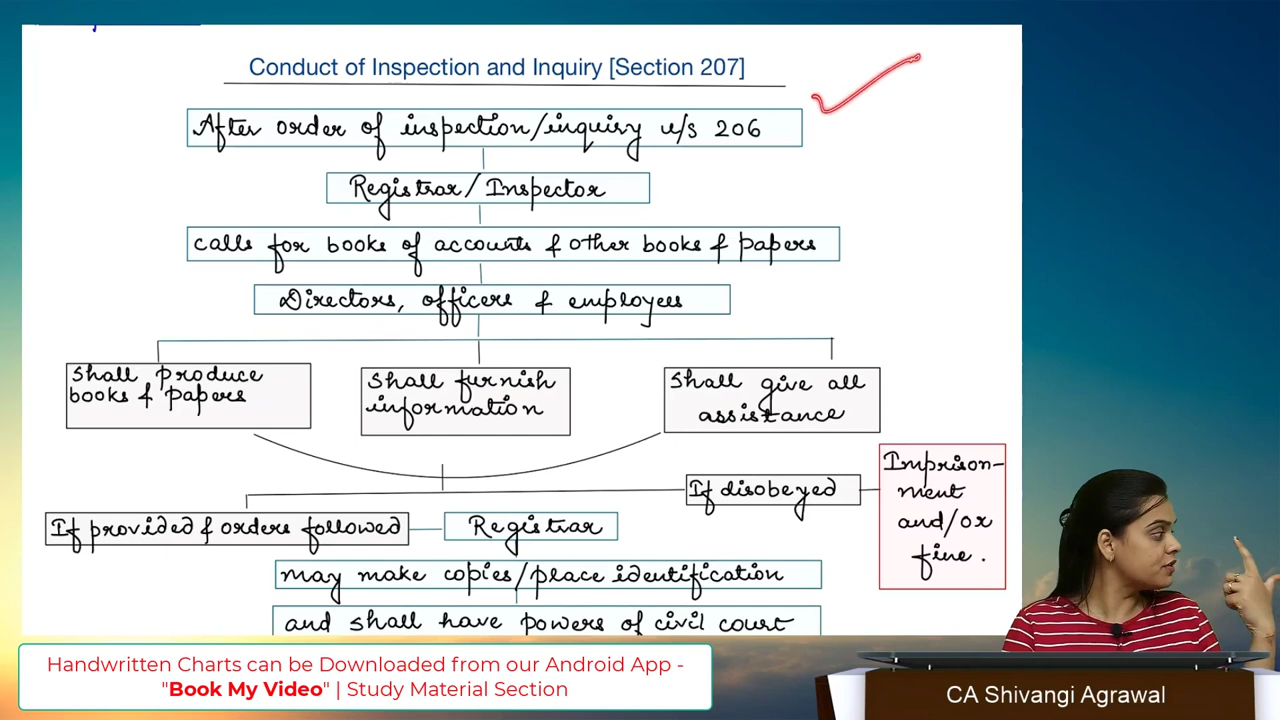 Conduct of Inspection and Inquiry [Section 207]
After order of inspection/inquiry u/s 206
Registrar/Inspector
calls for books of accounts & other books & papers
Directors, officers & employees
Shall produce
books & papers
Shall furnish
information
Shall give all
assistance
If disobeyed
Imprison-
ment
and/or
fine.
If provided & orders followed
Registrar
may make copies/place identification
and shall have powers of civil court
Handwritten Charts can be Downloaded from our Android App -
"Book My Video" | Study Material Section
CA Shivangi Agrawal